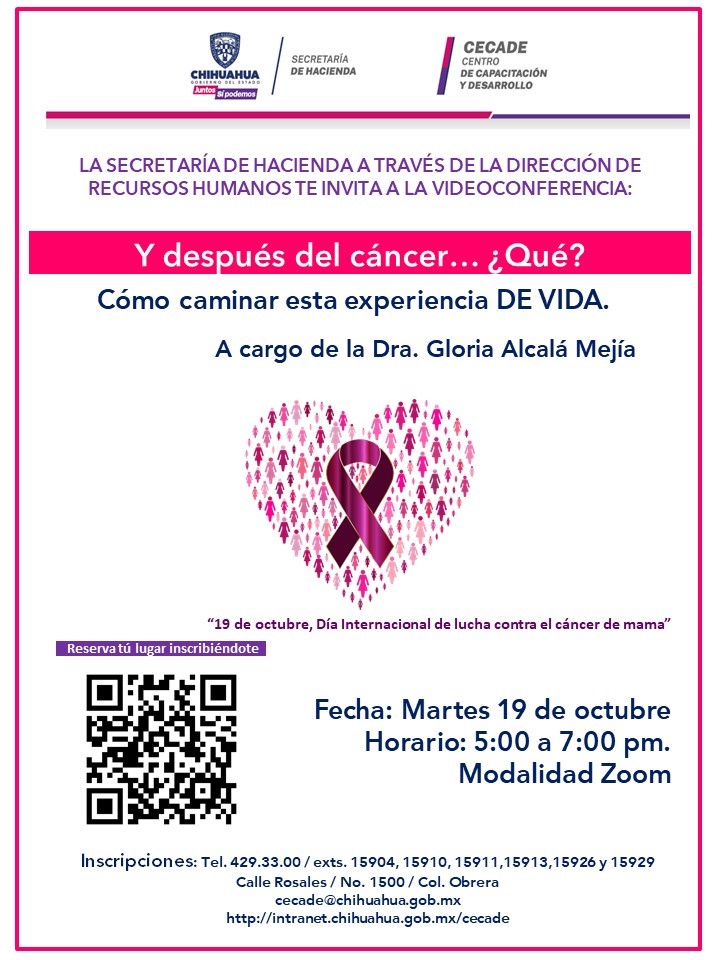 CHIHUAHUA
GOBIERNO DEL ESTADO
Juntos Sí podemos
SECRETARÍA
DE HACIENDA
CECADE
CENTRO
DE CAPACITACIÓN
Y DESARROLLO
LA SECRETARÍA DE HACIENDA A TRAVÉS DE LA DIRECCIÓN DE
RECURSOS HUMANOS TE INVITA A LA VIDEOCONFERENCIA:
Y después del cáncer... ¿Qué?
Cómo caminar esta experiencia DE VIDA.
A cargo de la Dra. Gloria Alcalá Mejía
“19 de octubre, Día Internacional de lucha contra el cáncer de mama”
Reserva tú lugar inscribiéndote
Fecha: Martes 19 de octubre
Horario: 5:00 a 7:00 pm.
Modalidad Zoom
Inscripciones: Tel. 429.33.00 / exts. 15904, 15910, 15911,15913,15926 y 15929
Calle Rosales / No. 1500 / Col. Obrera
cecade@chihuahua.gob.mx
http://intranet.chihuahua.gob.mx/cecade